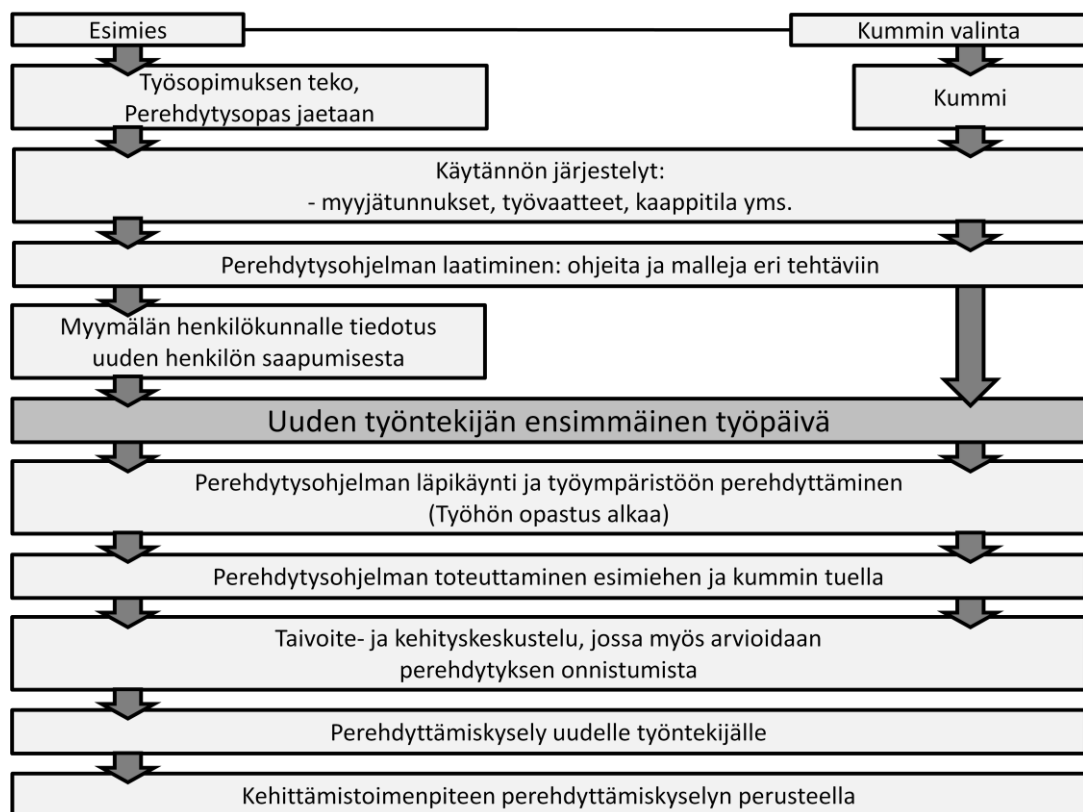 Esimies
Kummin valinta
Työsopimuksen teko,
Perehdytysopas jaetaan
Kummi
Käytännön järjestelyt:
- myyjätunnukset, työvaatteet, kaappitila yms.
Perehdytysohjelman laatiminen: ohjeita ja malleja eri tehtäviin
Myymälän henkilökunnalle tiedotus
uuden henkilön saapumisesta
Uuden työntekijän ensimmäinen työpäivä
Perehdytysohjelman läpikäynti ja työympäristöön perehdyttäminen
(Työhön opastus alkaa)
Perehdytysohjelman toteuttaminen esimiehen ja kummin tuella
Taivoite- ja kehityskeskustelu, jossa myös arvioidaan
perehdytyksen onnistumista
Perehdyttämiskysely uudelle työntekijälle
Kehittämistoimenpiteen perehdyttämiskyselyn perusteella